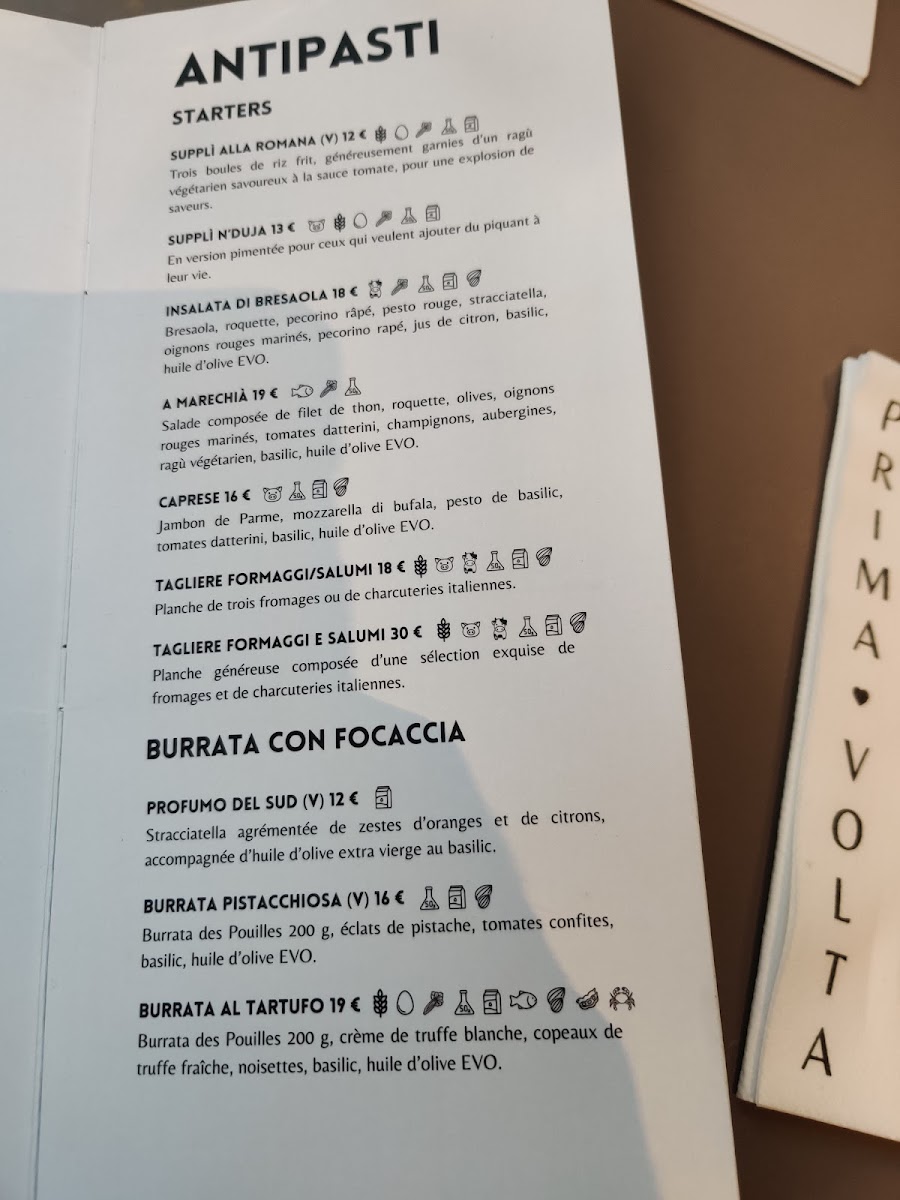 ANTIPASTI
STARTERS
SUPPLÌ ALLA ROMANA (V) 12 €
Trois boules de riz frit, généreusement garnies d'un ragù
végétarien savoureux à la sauce tomate, pour une explosion de
saveurs.
SUPPLÌ N'DUJA 13 €
En version pimentée pour ceux qui veulent ajouter du piquant à
leur vie.
INSALATA DI BRESAOLA 18 €
Bresaola, roquette, pecorino râpé, pesto rouge, stracciatella,
oignons rouges marinés, pecorino rapé, jus de citron, basilic,
huile d'olive EVO.
A MARECHIÀ 19 €
Salade composée de filet de thon, roquette, olives, oignons
rouges marinés, tomates datterini, champignons, aubergines,
ragù végétarien, basilic, huile d'olive EVO.
CAPRESE 16 €
Jambon de Parme, mozzarella di bufala, pesto de basilic,
tomates datterini, basilic, huile d'olive EVO.
TAGLIERE FORMAGGI/SALUMI 18 €
Planche de trois fromages ou de charcuteries italiennes.
TAGLIERE FORMAGGI E SALUMI 30 €
Planche généreuse composée d'une sélection exquise de
fromages et de charcuteries italiennes.
BURRATA CON FOCACCIA
PROFUMO DEL SUD (V) 12 €
Stracciatella agrémentée de zestes d'oranges et de citrons,
accompagnée d'huile d'olive extra vierge au basilic.
BURRATA PISTACCHIOSA (V) 16 €
Burrata des Pouilles 200 g, éclats de pistache, tomates confites,
basilic, huile d'olive EVO.
BURRATA AL TARTUFO 19 €
Burrata des Pouilles 200 g, crème de truffe blanche, copeaux de
truffe fraîche, noisettes, basilic, huile d'olive EVO.
PRIMA ♥ VOLTA